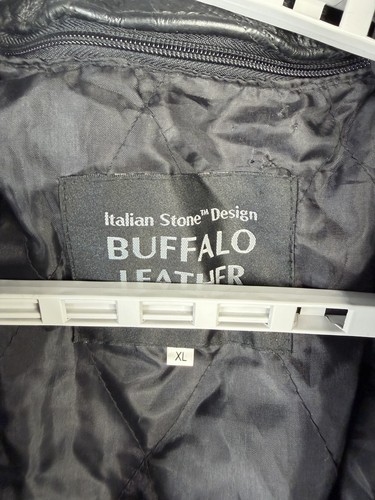 Italian Stone™ Design
BUFFALO
LEATHER
XL